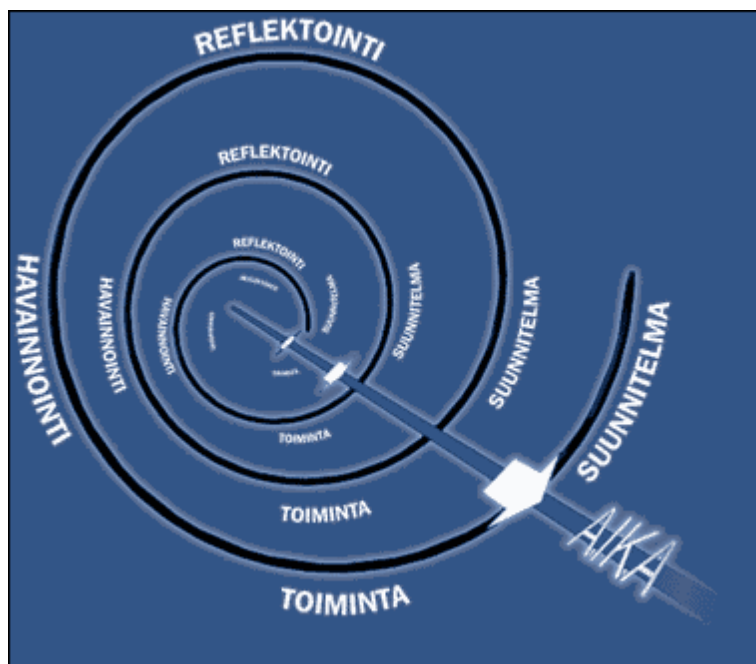 REFLEKTOINTI
REFLEKTOINTI
REFLEKTOINTI
HAVAINNOINTI
HAVAINNOINTI
HAVAINNOINTI
SUUNNITELMA
SUUNNITELMA
SUUNNITELMA
SUUNNITELMA
TOIMINTA
TOIMINTA
TOIMINTA
AIKA